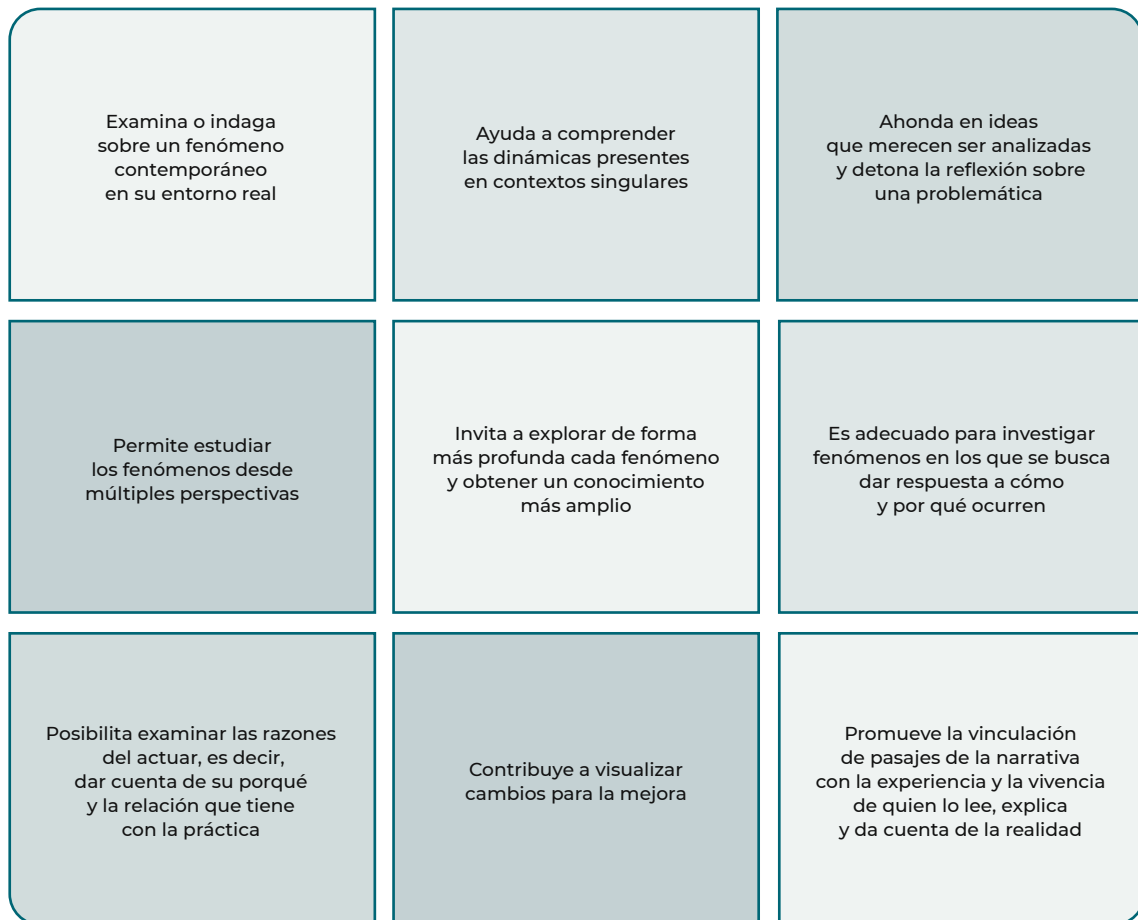 Examina o indaga
sobre un fenómeno
contemporáneo
en su entorno real
Ayuda a comprender
las dinámicas presentes
en contextos singulares
Ahonda en ideas
que merecen ser analizadas
y detona la reflexión sobre
una problemática
Permite estudiar
los fenómenos desde
múltiples perspectivas
Invita a explorar de forma
más profunda cada fenómeno
y obtener un conocimiento
más amplio
Es adecuado para investigar
fenómenos en los que se busca
dar respuesta a cómo
y por qué ocurren
Posibilita examinar las razones
del actuar, es decir,
dar cuenta de su porqué
y la relación que tiene
con la práctica
Contribuye a visualizar
cambios para la mejora
Promueve la vinculación
de pasajes de la narrativa
con la experiencia y la vivencia
de quien lo lee, explica
y da cuenta de la realidad